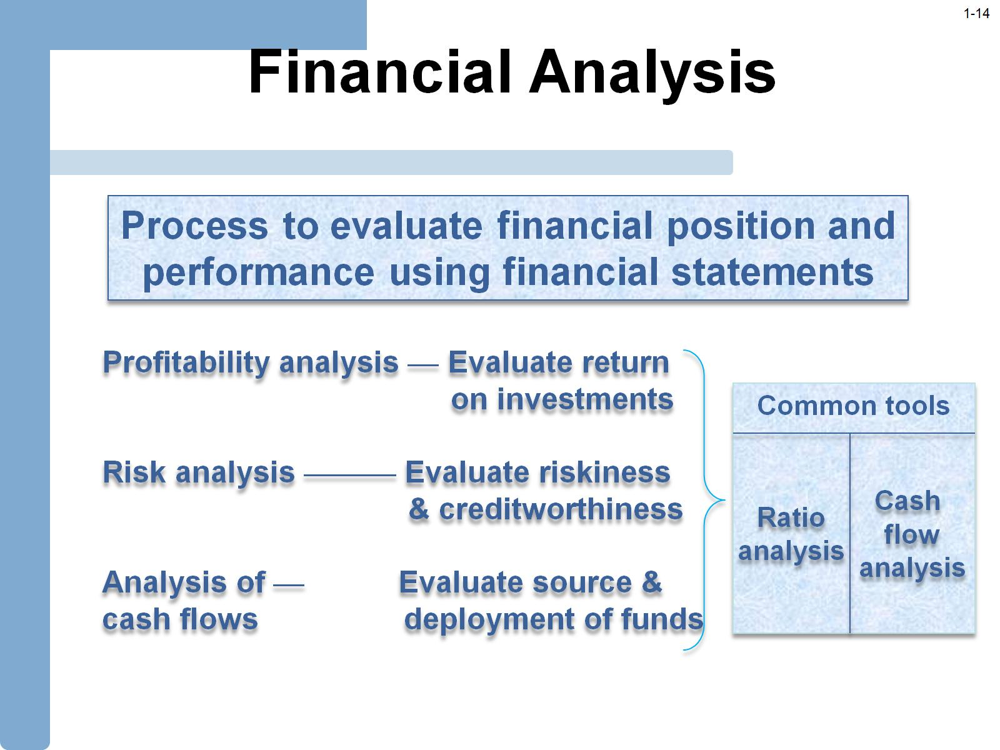 1-14
Financial Analysis
Process to evaluate financial position and
performance using financial statements
Profitability analysis — Evaluate return
on investments
Risk analysis ——— Evaluate riskiness
& creditworthiness
Analysis of — Evaluate source &
cash flows deployment of funds
Common tools
Ratio
analysis
Cash
flow
analysis